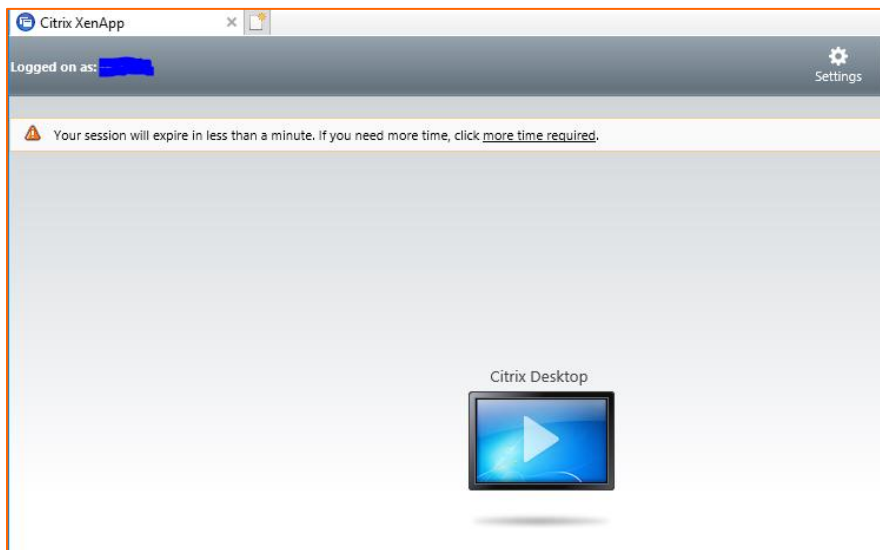 Citrix XenApp
Logged on as:
Settings
Your session will expire in less than a minute. If you need more time, click more time required.
Citrix Desktop